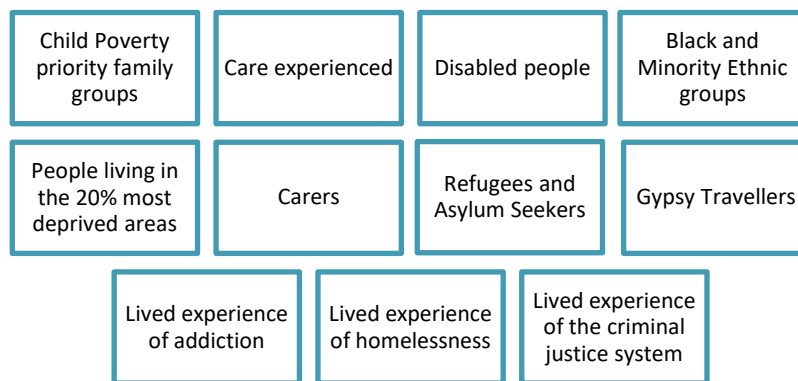 Child Poverty
priority family
groups
Care experienced
Disabled people
Black and
Minority Ethnic
groups
People living in
the 20% most
deprived areas
Carers
Refugees and
Asylum Seekers
Gypsy Travellers
Lived experience
of addiction
Lived experience
of homelessness
Lived experience
of the criminal
justice system